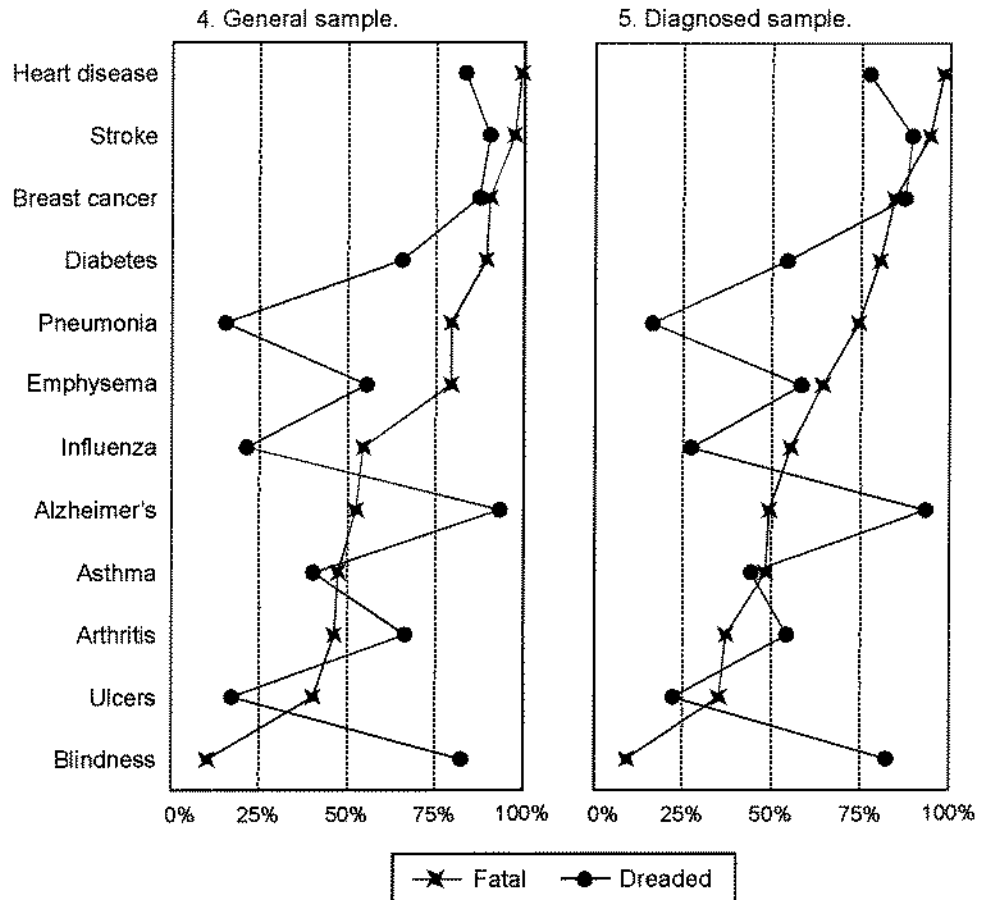 4. General sample.
5. Diagnosed sample.
Heart disease
Stroke
Breast cancer
Diabetes
Pneumonia
Emphysema
Influenza
Alzheimer's
Asthma
Arthritis
Ulcers
Blindness
0% 25% 50% 75% 100%
0% 25% 50% 75% 100%
Fatal Dreaded